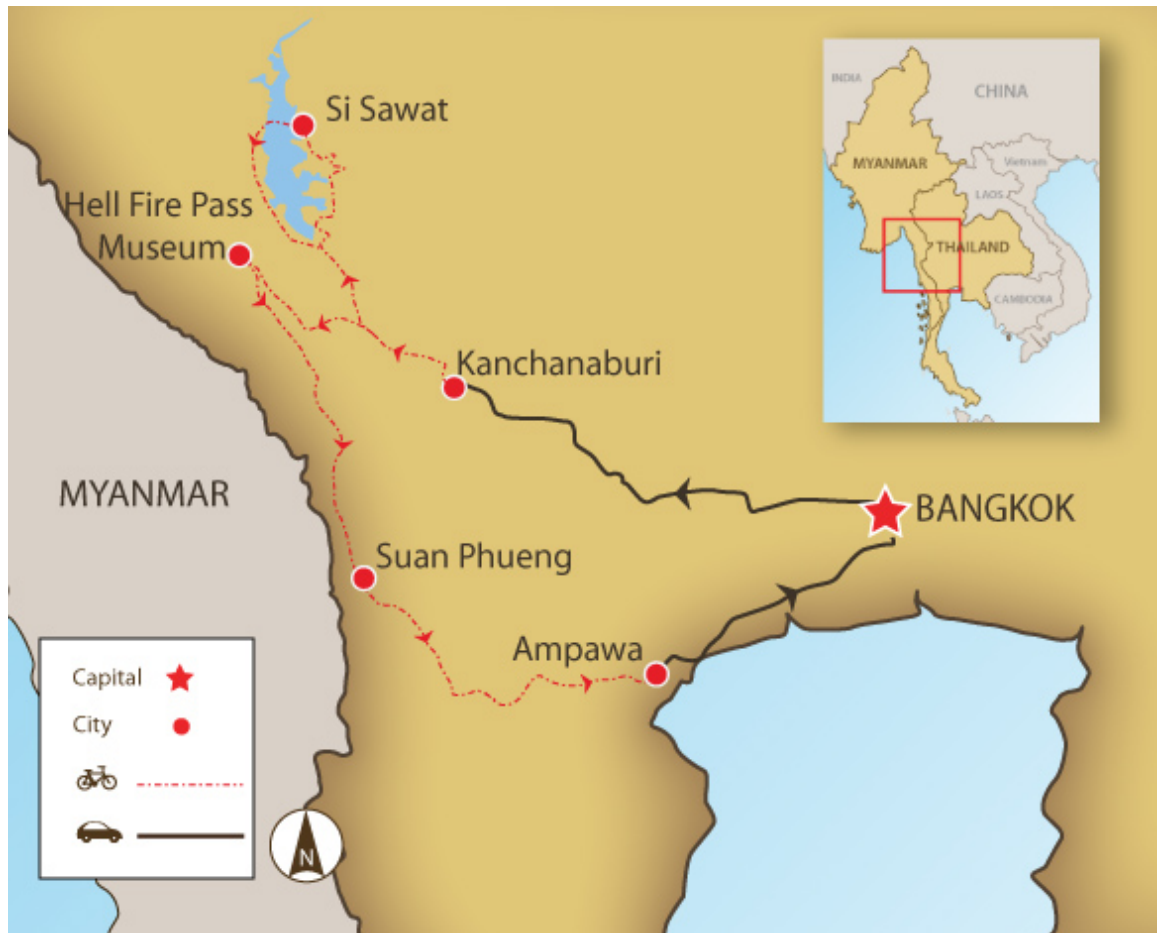 Si Sawat
Hell Fire Pass
Museum
Kanchanaburi
BANGKOK
MYANMAR
Suan Phueng
Ampawa
Capital
City
N
INDIA
CHINA
MYANMAR
Vietnam
LAOS
THAILAND
CAMBODIA